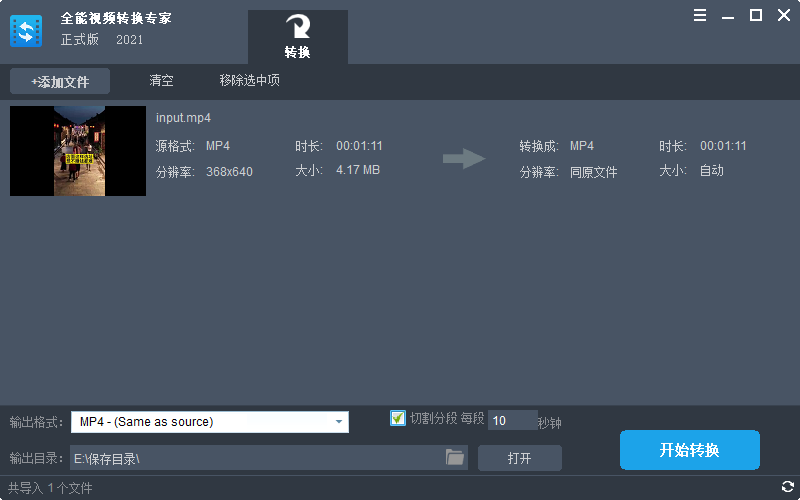 全能视频转换专家
正式版 2021
转换
+添加文件 清空 移除选中项
input.mp4
源格式: MP4 时长: 00:01:11 转换成: MP4 时长: 00:01:11
分辨率: 368x640 大小: 4.17 MB 分辨率: 同原文件 大小: 自动
输出格式: MP4 - (Same as source) 切割分段 每段 10 秒钟
输出目录: E:\保存目录\ 打开 开始转换
共导入 1 个文件